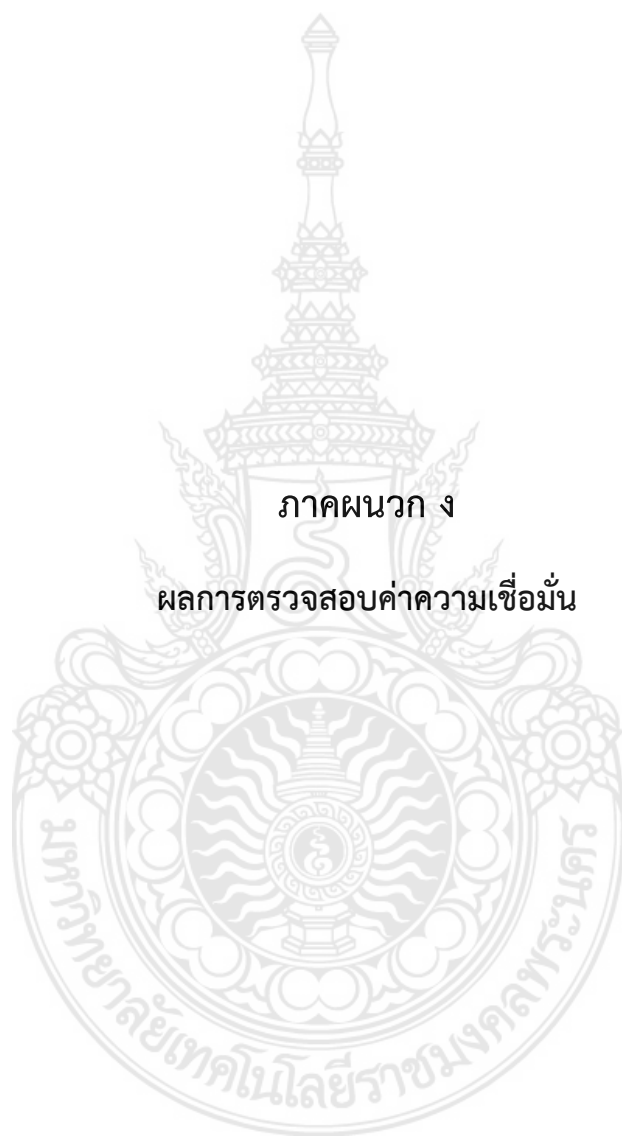 ภาคผนวก ง
ผลการตรวจสอบค่าความเชื่อมั่น
มหาวิทยาลัยเทคโนโลยีราชมงคลพระนคร